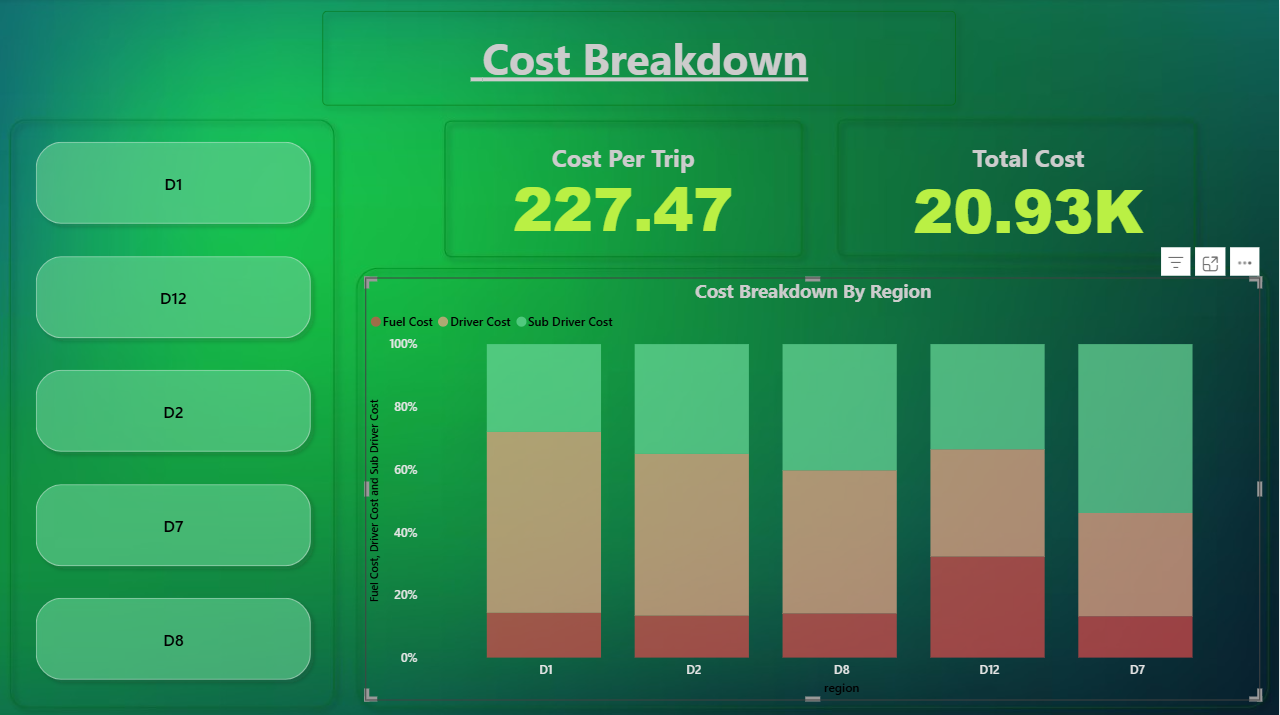 Cost Breakdown
D1
D12
D2
D7
D8
Cost Per Trip
227.47
Total Cost
20.93K
Cost Breakdown By Region
Fuel Cost Driver Cost Sub Driver Cost
Fuel Cost, Driver Cost and Sub Driver Cost
100%
80%
60%
40%
20%
0%
D1 D2 D8 D12 D7
region